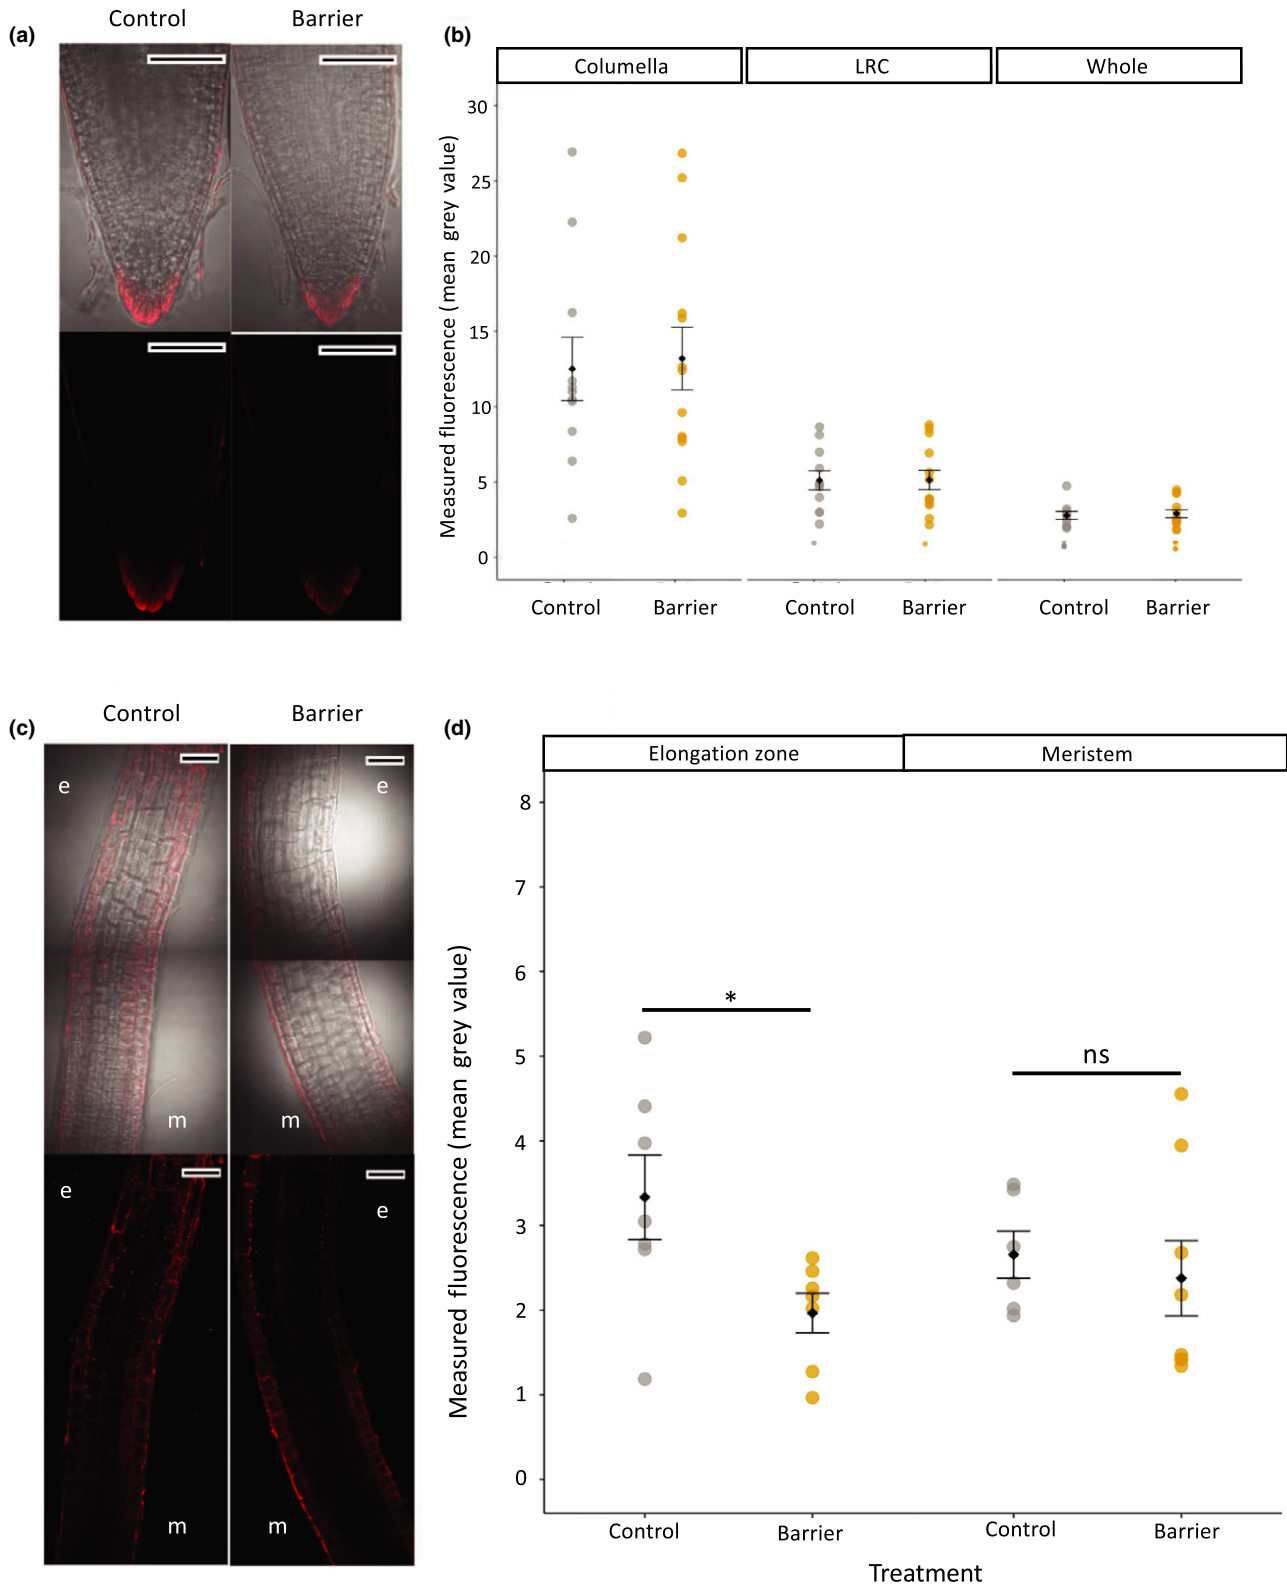 (a)
Control Barrier
(b)
Columella LRC Whole
Measured fluorescence (mean grey value)
30
25
20
15
10
5
0
Control Barrier Control Barrier Control Barrier
(c)
Control Barrier
e e
m m
e e
m m
(d)
Elongation zone Meristem
Measured fluorescence (mean grey value)
8
7
6
5
4
3
2
1
0
*
ns
Control Barrier Control Barrier
Treatment